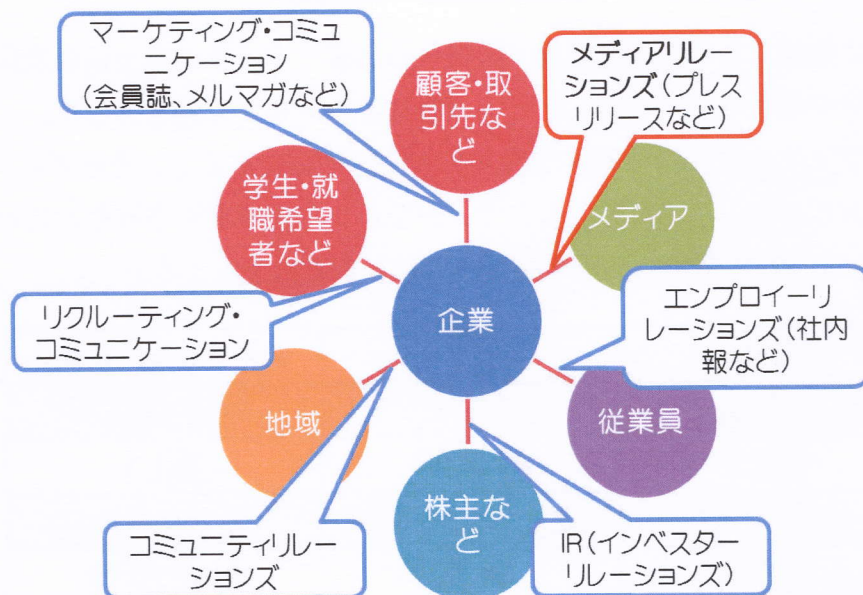 マーケティング・コミュ
ニケーション
(会員誌、メルマガなど)
顧客・取
引先な
ど
メディアリレー
ションズ(プレス
リリースなど)
学生・就
職希望
者など
メディア
リクルーティング・
コミュニケーション
企業
エンプロイーリ
レーションズ(社内
報など)
地域
従業員
コミュニティリレー
ションズ
株主な
ど
IR(インベスター
リレーションズ)